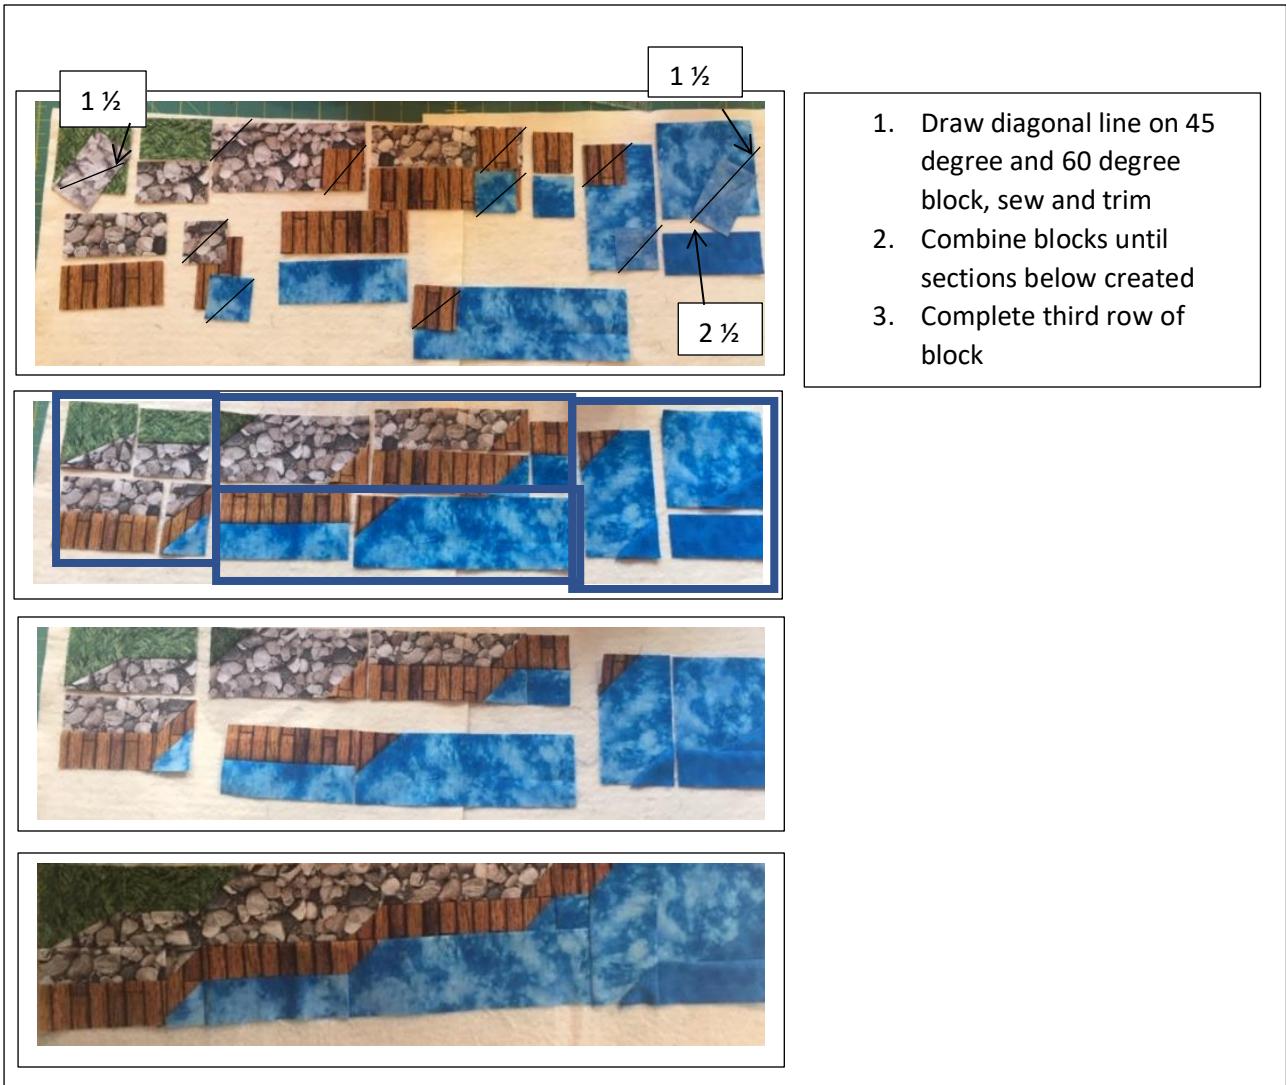 1 ½
1 ½
2 ½
1. Draw diagonal line on 45
degree and 60 degree
block, sew and trim
2. Combine blocks until
sections below created
3. Complete third row of
block